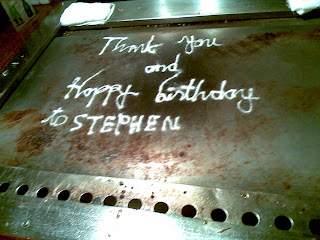 Thank you
and
Happy birthday
to STEPHEN